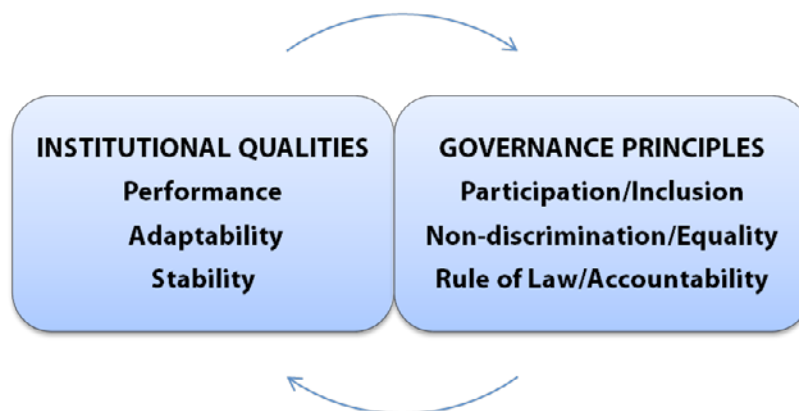 INSTITUTIONAL QUALITIES
Performance
Adaptability
Stability
GOVERNANCE PRINCIPLES
Participation/Inclusion
Non-discrimination/Equality
Rule of Law/Accountability